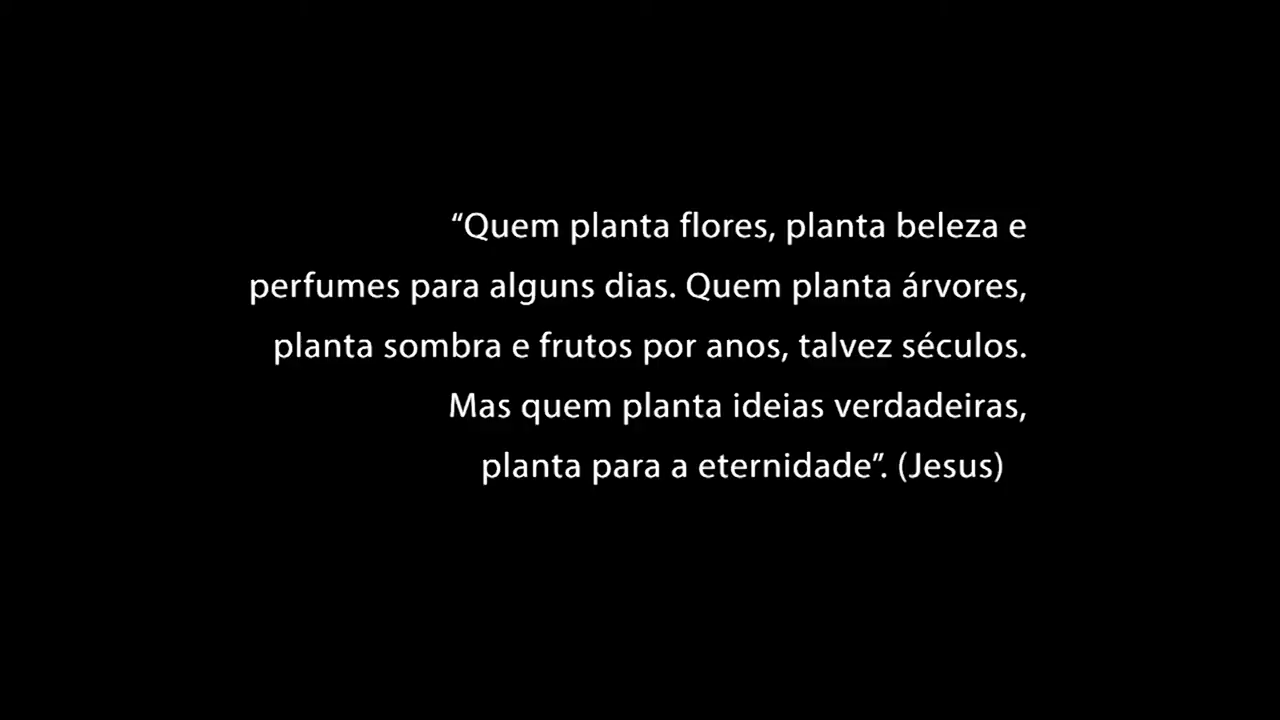 “Quem planta flores, planta beleza e
perfumes para alguns dias. Quem planta árvores,
planta sombra e frutos por anos, talvez séculos.
Mas quem planta ideias verdadeiras,
planta para a eternidade”. (Jesus)